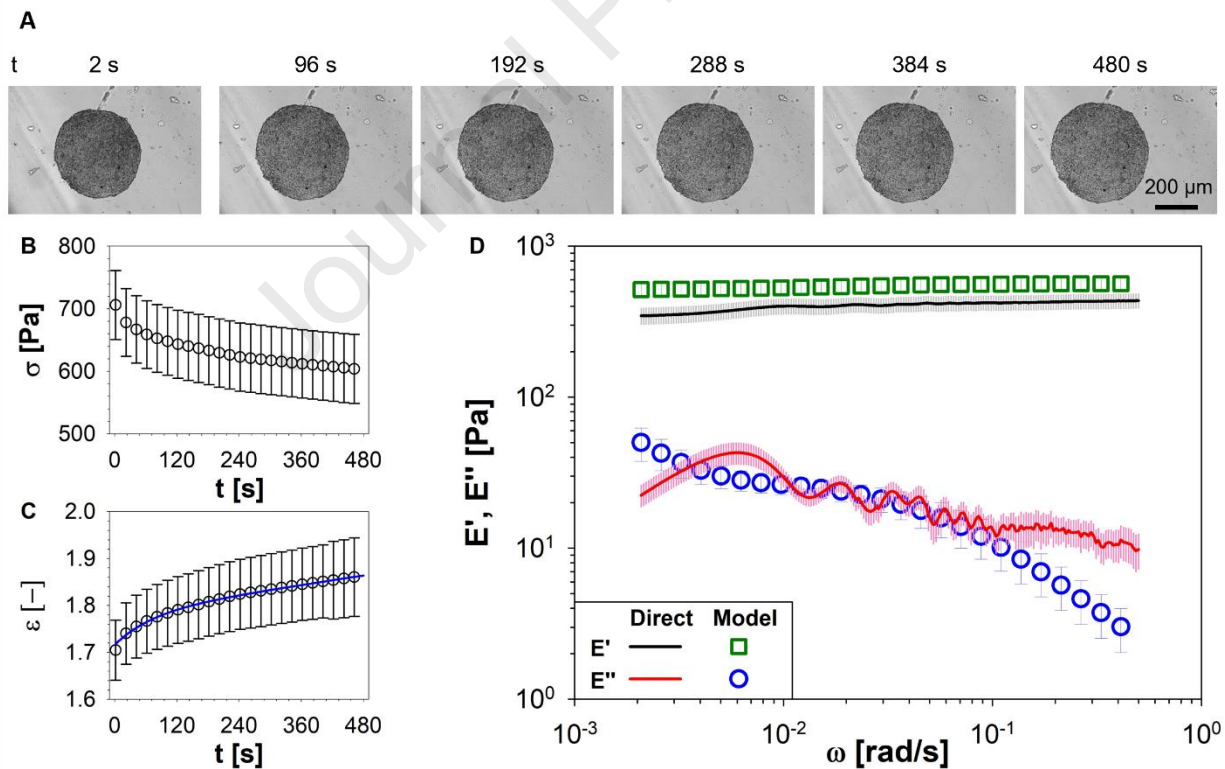 Journal P
A
t 2 s 96 s 192 s 288 s 384 s 480 s
200 µm
B
800
700
600
500
σ [Pa]
0 120 240 360 480
t [s]
C
2.0
1.9
1.8
1.7
1.6
ε [–]
0 120 240 360 480
t [s]
D
10³
10²
10¹
10⁰
E', E'' [Pa]
Direct Model
E'
E''
10⁻³ 10⁻² 10⁻¹ 10⁰
ω [rad/s]